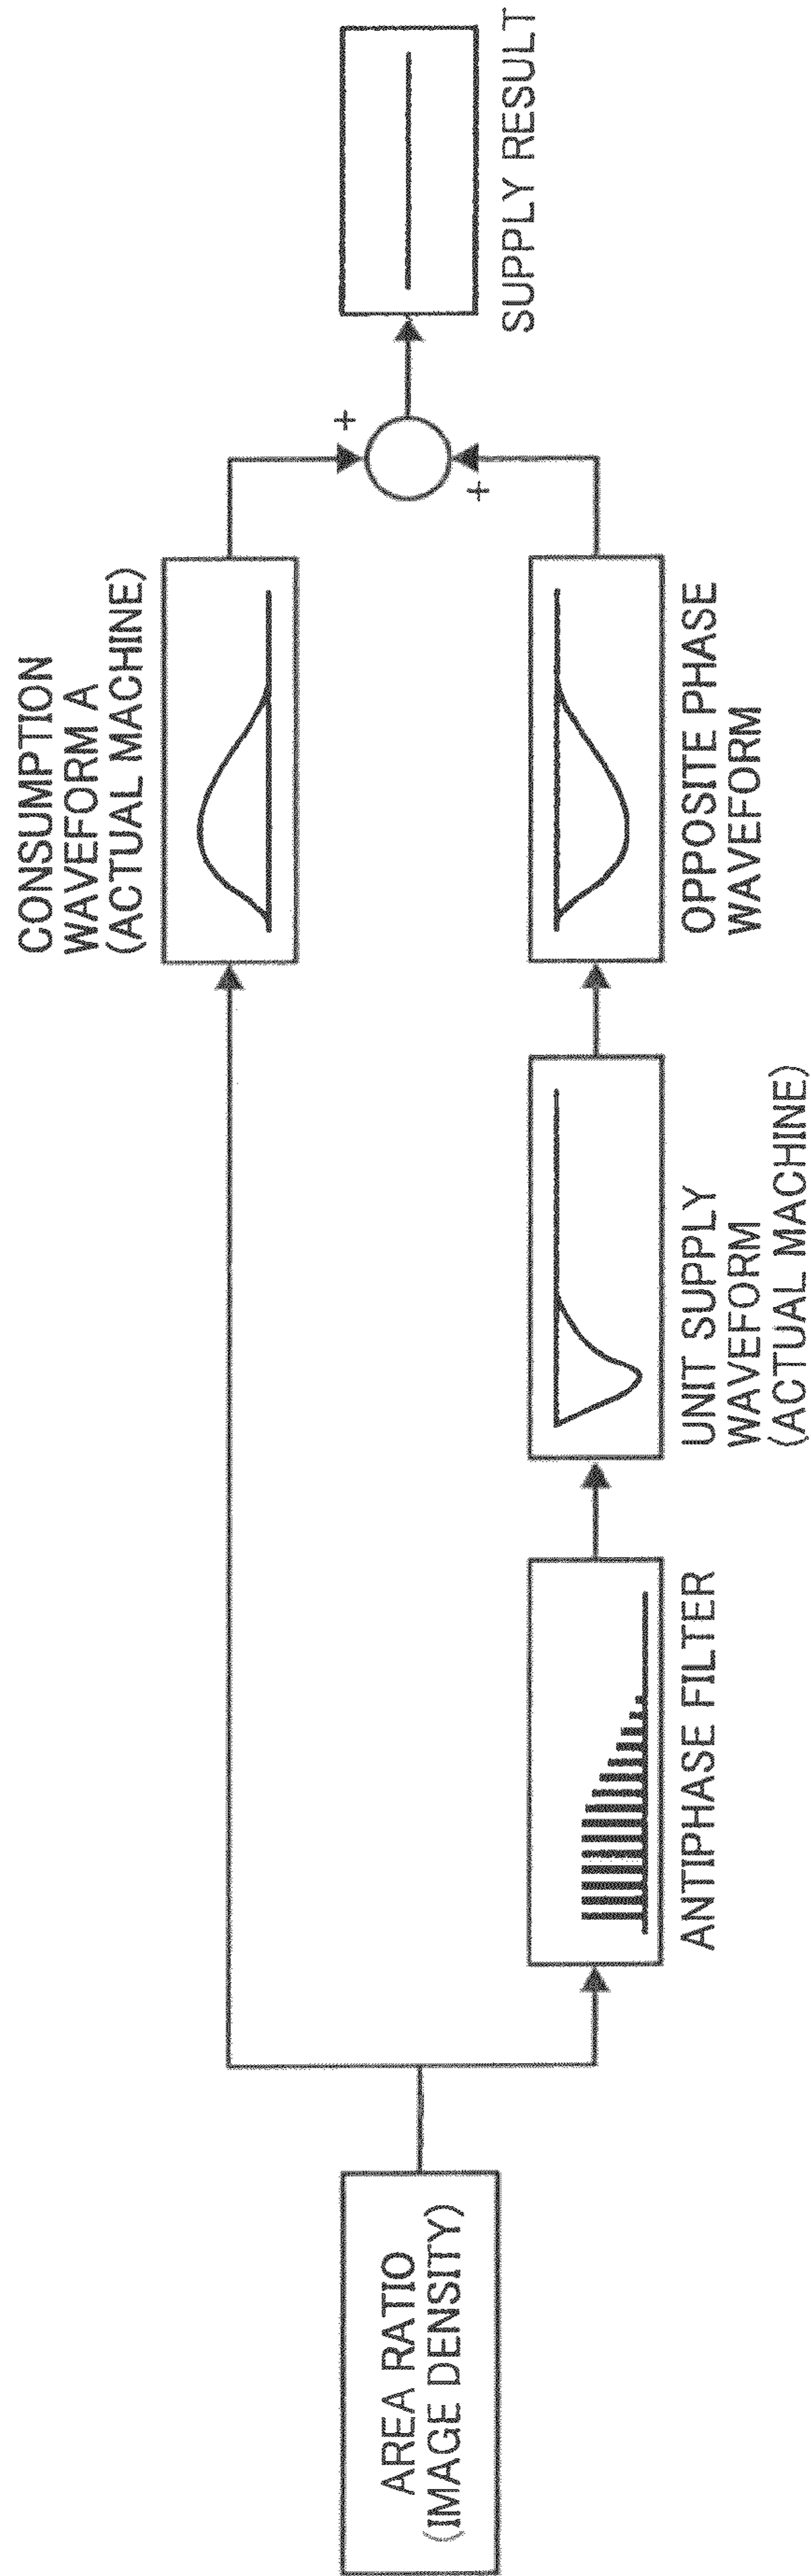 AREA RATIO
(IMAGE DENSITY)
CONSUMPTION
WAVEFORM A
(ACTUAL MACHINE)
ANTIPHASE FILTER
UNIT SUPPLY
WAVEFORM
(ACTUAL MACHINE)
OPPOSITE PHASE
WAVEFORM
+
+
SUPPLY RESULT